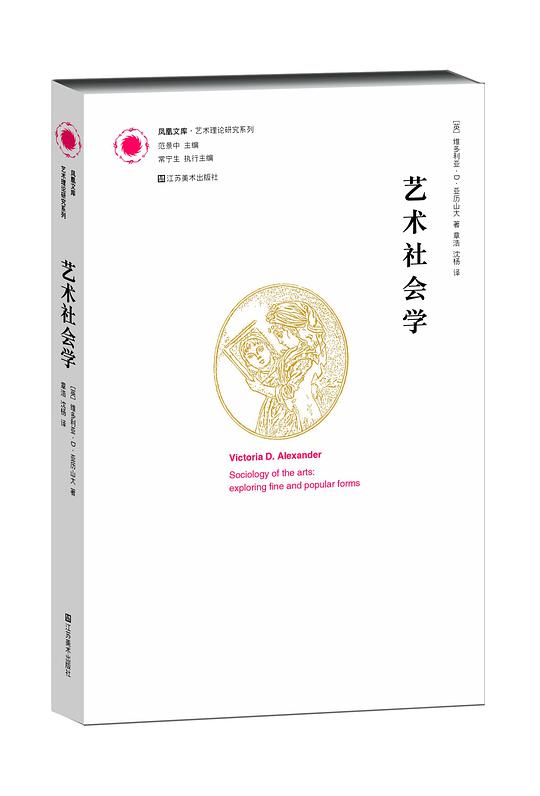 凤凰文库·艺术理论研究系列
范景中 主编
常宁生 执行主编
江苏美术出版社
[英] 维多利亚·D·亚历山大 著 章浩 沈杨 译
艺术社会学
Victoria D. Alexander
Sociology of the arts:
exploring fine and popular forms
凤凰文库
艺术理论研究系列
艺术社会学
[英] 维多利亚·D·亚历山大 著
章浩 沈杨 译
江苏美术出版社